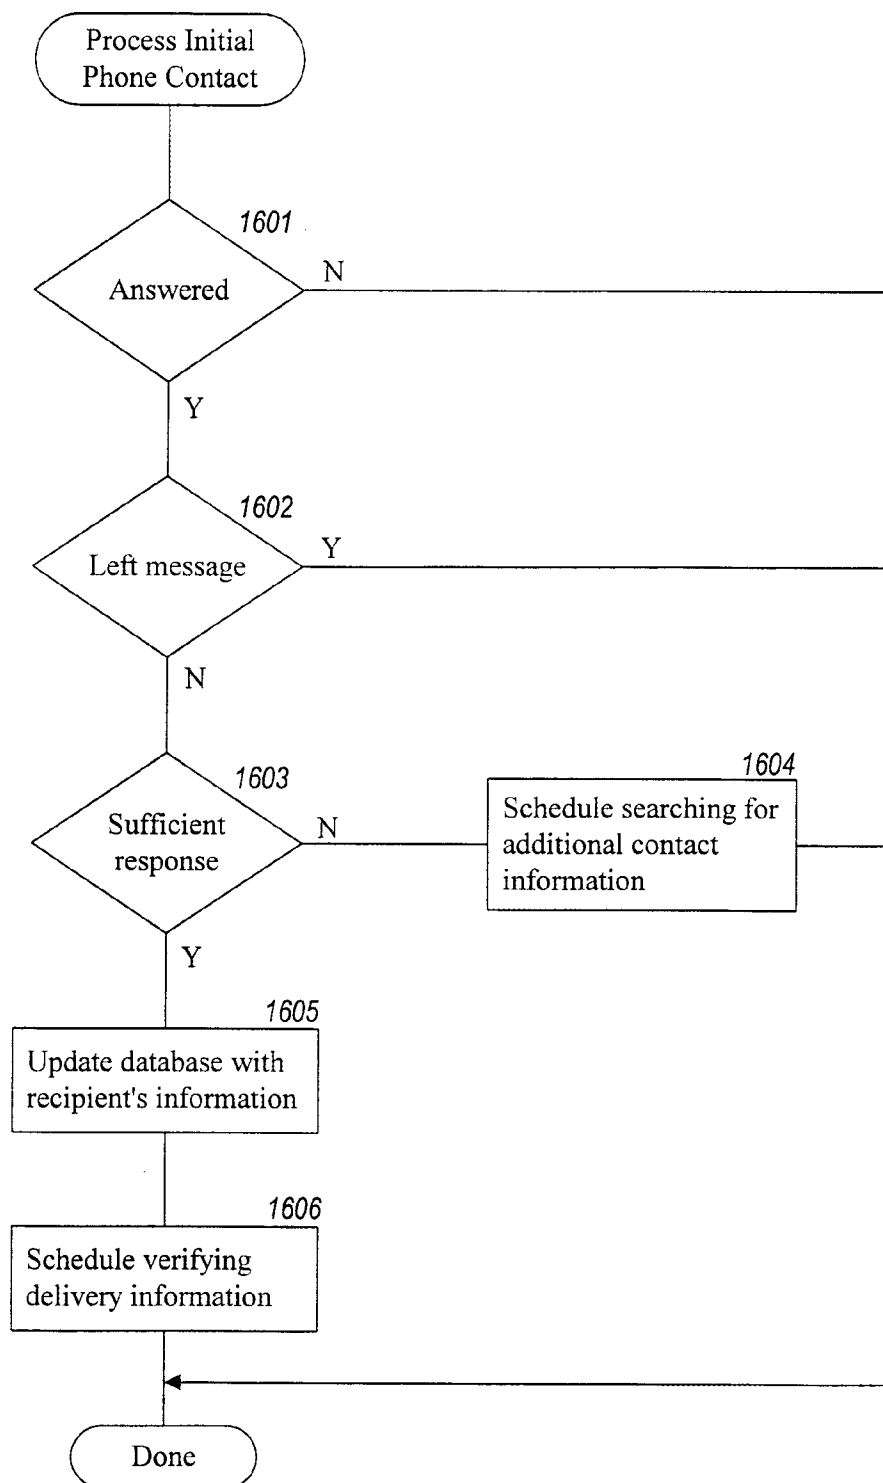 Process Initial
Phone Contact
1601
Answered
N
Y
1602
Left message
Y
N
1603
Sufficient
response
N
1604
Schedule searching for
additional contact
information
Y
1605
Update database with
recipient's information
1606
Schedule verifying
delivery information
Done